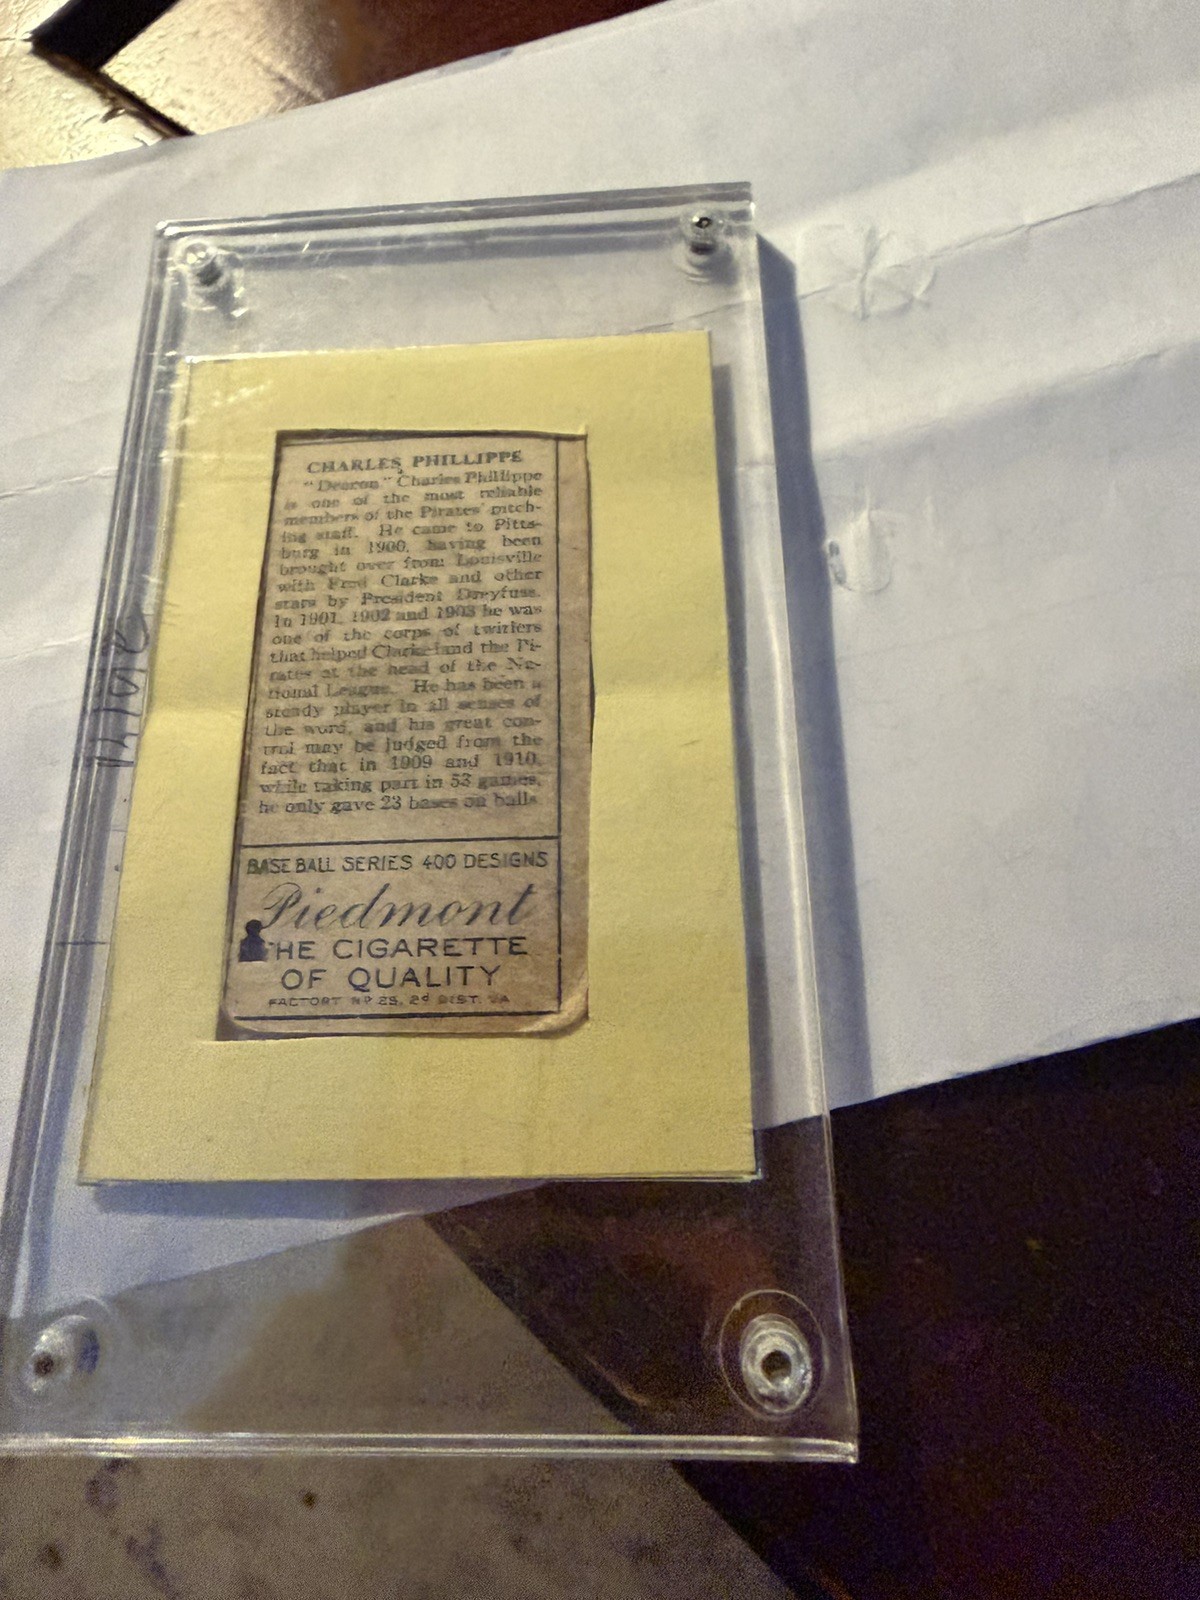 CHARLES PHILLIPPE
"Deacon" Charles Phillippe
is one of the most reliable
members of the Pirates' pitch-
ing staff. He came to Pitts-
burg in 1900, having been
brought over from Louisville
with Fred Clarke and other
stars by President Dreyfuss.
In 1901, 1902 and 1903 he was
one of the corps of twirlers
that helped Clarke land the Pi-
rates at the head of the Na-
tional League. He has been a
steady player in all senses of
the word, and his great con-
trol may be judged from the
fact that in 1909 and 1910,
while taking part in 53 games,
he only gave 23 bases on balls.
BASE BALL SERIES 400 DESIGNS
Piedmont
THE CIGARETTE
OF QUALITY
FACTORY Nº 25, 2d DIST. VA